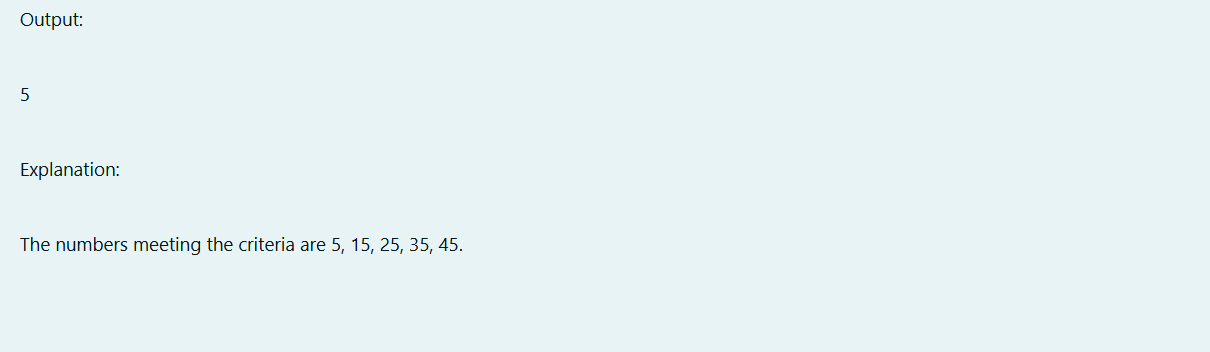 Output:
5
Explanation:
The numbers meeting the criteria are 5, 15, 25, 35, 45.